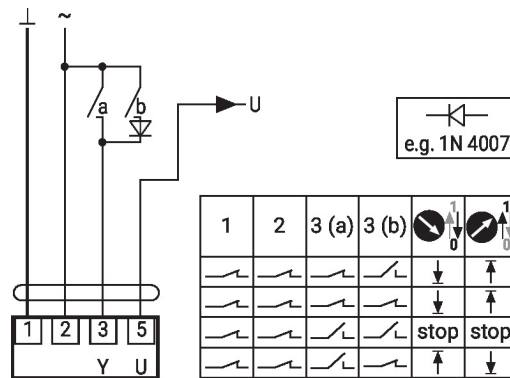 ⊥ ~
a b
U
e.g. 1N 4007
1 2 3 5
Y U
1 2 3 (a) 3 (b) 1 0 1 0
stop stop